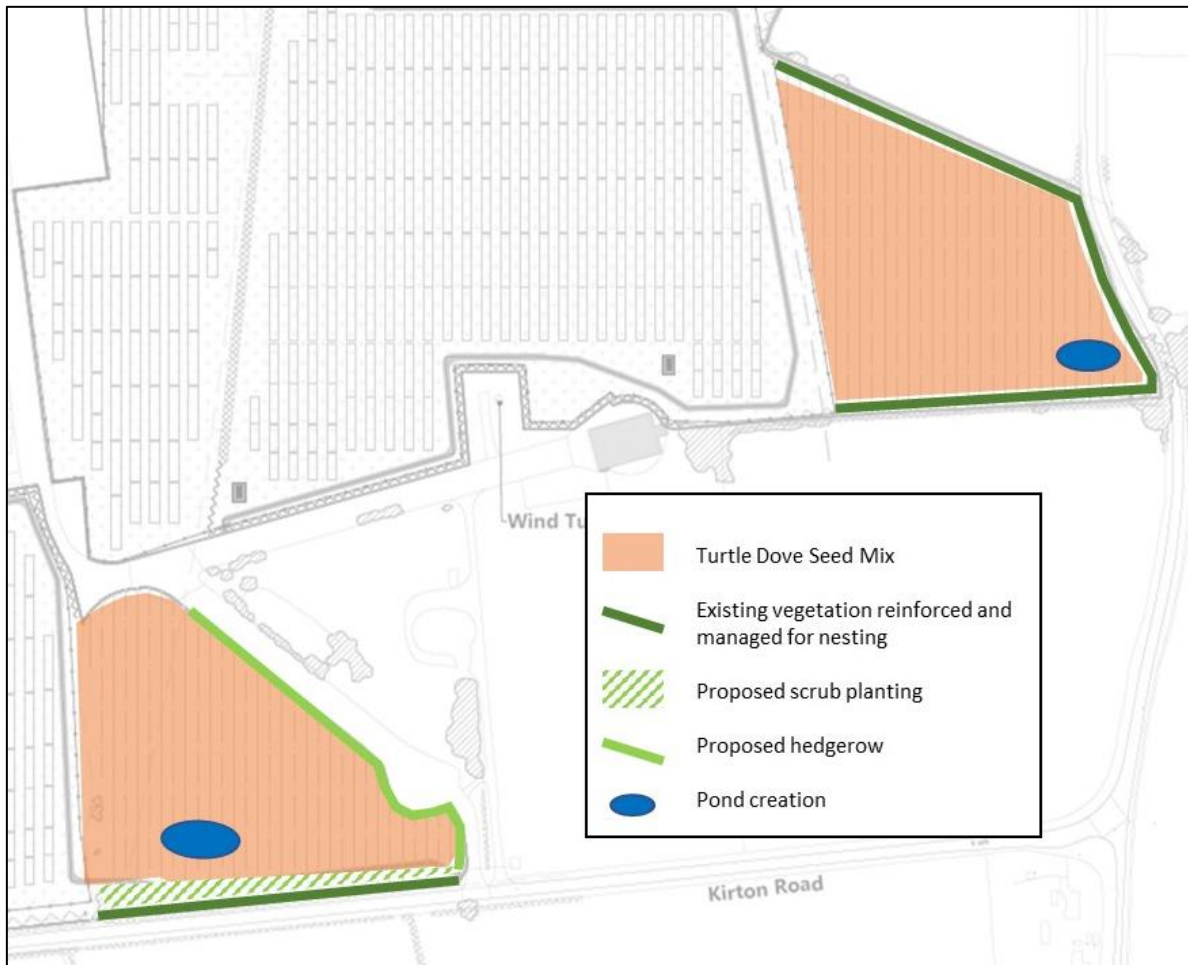 Wind
Turtle Dove Seed Mix
Existing vegetation reinforced and
managed for nesting
Proposed scrub planting
Proposed hedgerow
Pond creation
Kirton Road